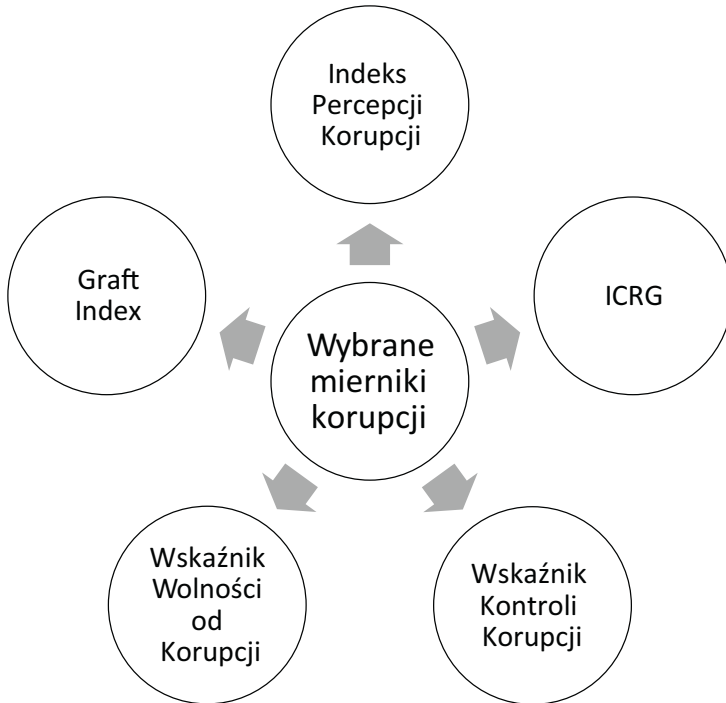 Indeks
Percepcji
Korupcji
Graft
Index
ICRG
Wybrane
mierniki
korupcji
Wskaźnik
Wolności
od
Korupcji
Wskaźnik
Kontroli
Korupcji